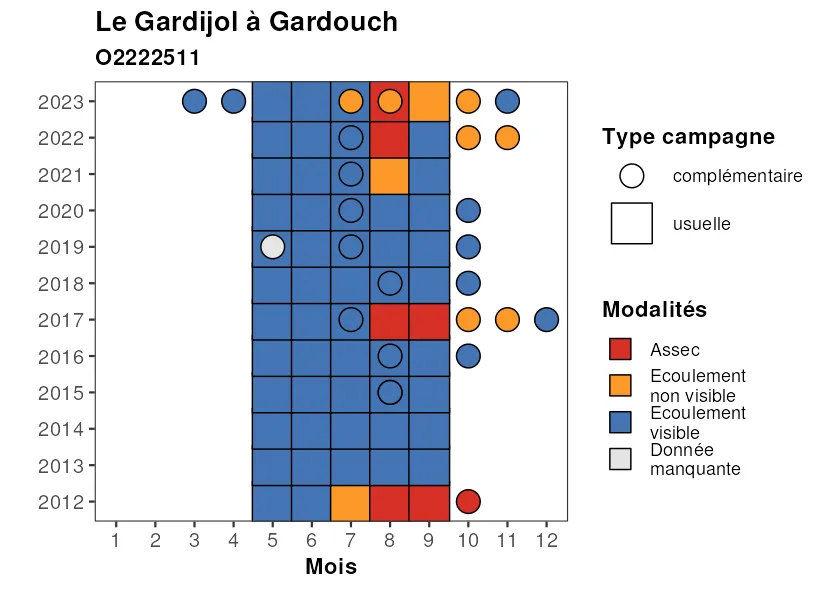 Le Gardijol à Gardouch
O2222511
2023
2022
2021
2020
2019
2018
2017
2016
2015
2014
2013
2012
1 2 3 4 5 6 7 8 9 10 11 12
Mois
Type campagne
complémentaire
usuelle
Modalités
Assec
Ecoulement
non visible
Ecoulement
visible
Donnée
manquante